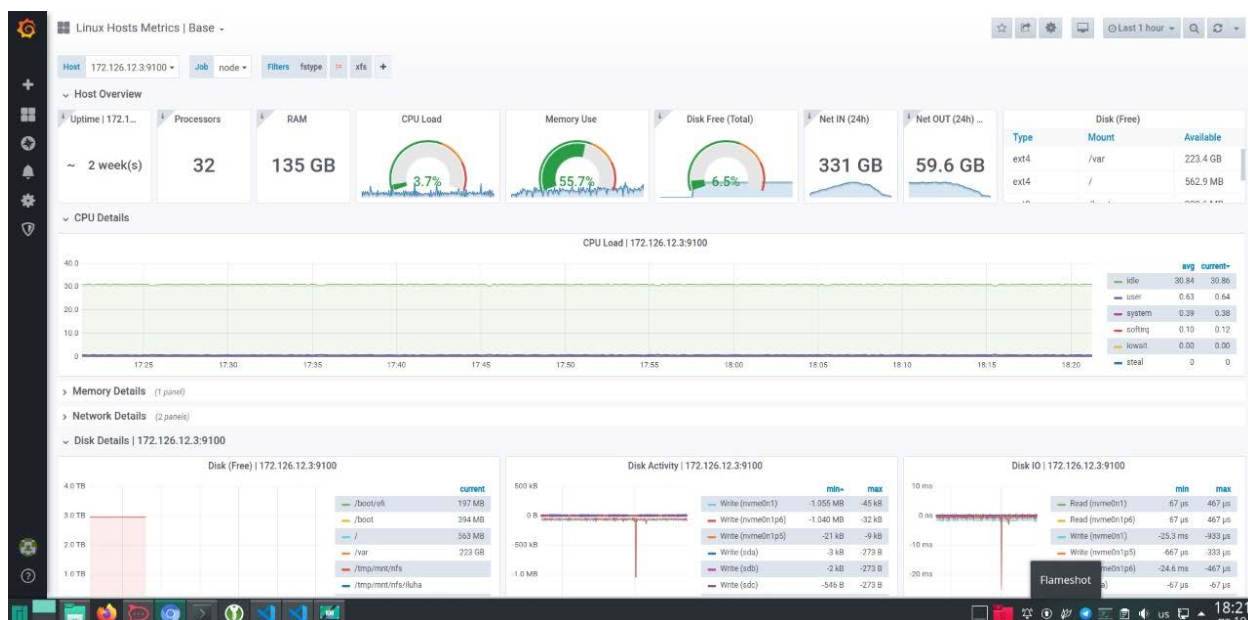 Linux Hosts Metrics | Base
Last 1 hour
Host 172.126.12.3:9100 Job node Filters fstype != xfs +
Host Overview
Uptime | 172.1... Processors RAM CPU Load Memory Use Disk Free (Total) Net IN (24h) Net OUT (24h) ... Disk (Free)
Type Mount Available
~ 2 week(s) 32 135 GB 3.7% 55.7% 6.5% 331 GB 59.6 GB
ext4 /var 223.4 GB
ext4 / 562.9 MB
CPU Details
CPU Load | 172.126.12.3:9100
avg current
40.0
30.0
20.0
10.0
0
idle 30.84 30.86
user 0.63 0.64
system 0.39 0.38
softirq 0.10 0.12
iowait 0.00 0.00
steal 0 0
17:25 17:30 17:35 17:40 17:45 17:50 17:55 18:00 18:05 18:10 18:15 18:20
Memory Details (1 panel)
Network Details (2 panels)
Disk Details | 172.126.12.3:9100
Disk (Free) | 172.126.12.3:9100
4.0 TB
3.0 TB
2.0 TB
1.0 TB
current
/boot/efi 197 MB
/boot 394 MB
/ 563 MB
/var 223 GB
/tmp/mnt/nfs
/tmp/mnt/nfs/iluha
Disk Activity | 172.126.12.3:9100
500 kB
0 B
-500 kB
-1.0 MB
min max
Write (nvme0n1) -1.055 MB -45 kB
Write (nvme0n1p6) -1.040 MB -32 kB
Write (nvme0n1p5) -21 kB -9 kB
Write (sda) -3 kB -273 B
Write (sdb) -2 kB -273 B
Write (sdc) -546 B -273 B
Disk IO | 172.126.12.3:9100
10 ms
0 ns
-10 ms
-20 ms
min max
Read (nvme0n1) 67 µs 467 µs
Read (nvme0n1p6) 67 µs 467 µs
Write (nvme0n1) -25.3 ms -933 µs
Write (nvme0n1p5) -667 µs -333 µs
-24.6 ms -467 µs
-67 µs -67 µs
Flameshot
us 18:21